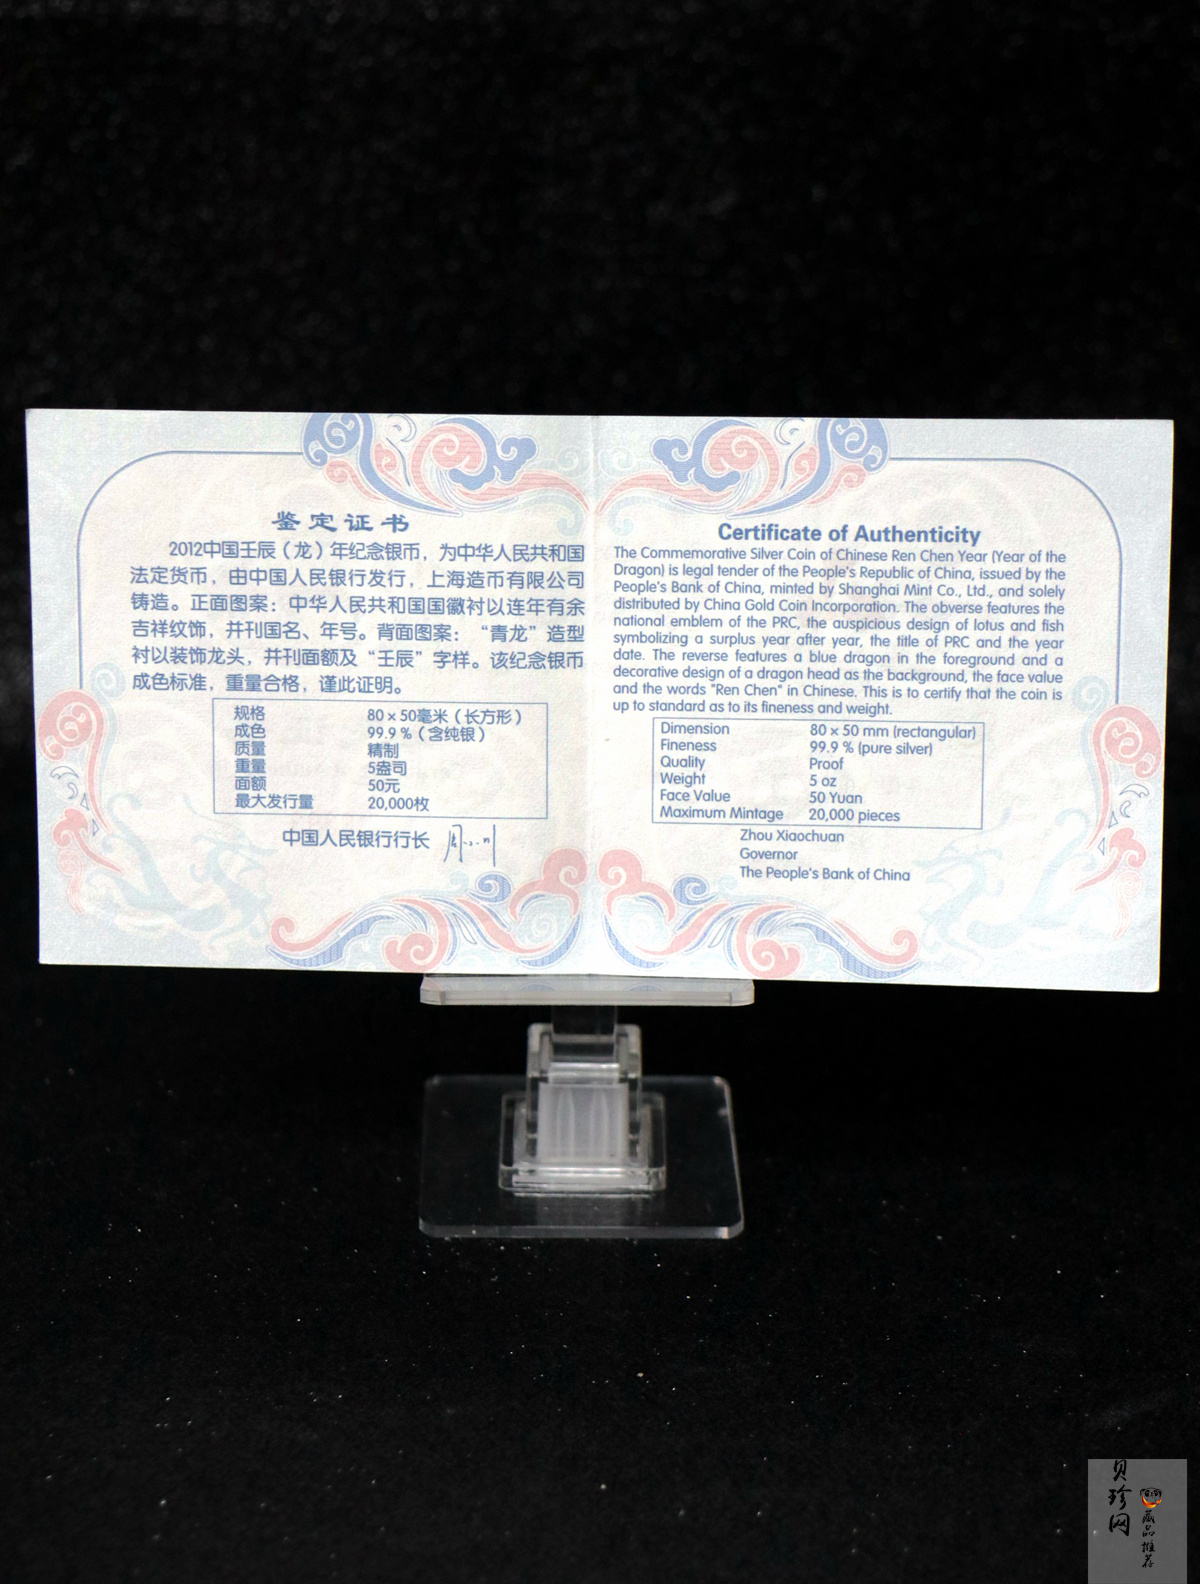 鉴定证书
2012中国壬辰（龙）年纪念银币，为中华人民共和国
法定货币，由中国人民银行发行，上海造币有限公司
铸造。正面图案：中华人民共和国国徽衬以连年有余
吉祥纹饰，并刊国名、年号。背面图案：“青龙”造型
衬以装饰龙头，并刊面额及“壬辰”字样。该纪念银币
成色标准，重量合格，谨此证明。
规格 80×50毫米（长方形）
成色 99.9%（含纯银）
质量 精制
重量 5盎司
面额 50元
最大发行量 20,000枚
中国人民银行行长
Certificate of Authenticity
The Commemorative Silver Coin of Chinese Ren Chen Year (Year of the
Dragon) is legal tender of the People's Republic of China, issued by the
People's Bank of China, minted by Shanghai Mint Co., Ltd., and solely
distributed by China Gold Coin Incorporation. The obverse features the
national emblem of the PRC, the auspicious design of lotus and fish
symbolizing a surplus year after year, the title of PRC and the year
date. The reverse features a blue dragon in the foreground and a
decorative design of a dragon head as the background, the face value
and the words "Ren Chen" in Chinese. This is to certify that the coin is
up to standard as to its fineness and weight.
Dimension 80×50 mm (rectangular)
Fineness 99.9 % (pure silver)
Quality Proof
Weight 5 oz
Face Value 50 Yuan
Maximum Mintage 20,000 pieces
Zhou Xiaochuan
Governor
The People's Bank of China
贝珍网
藏品推荐